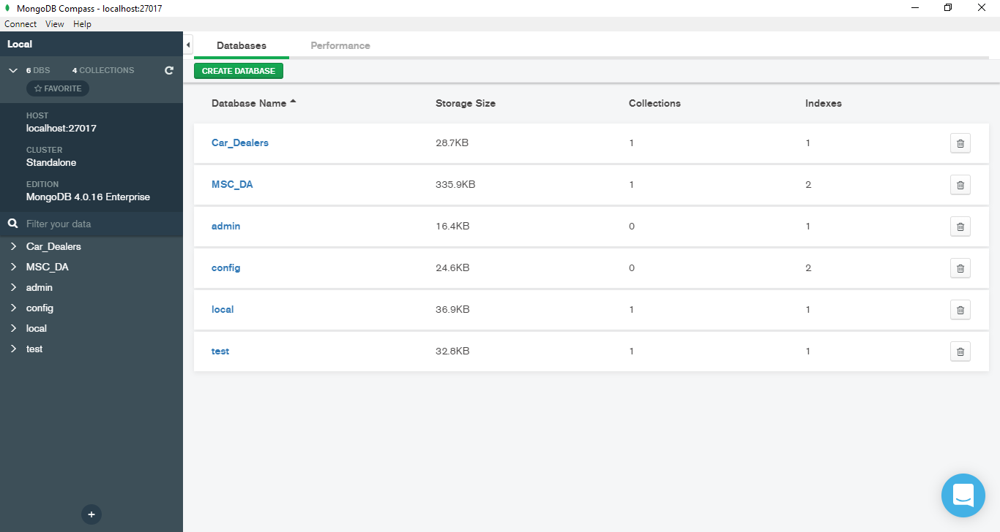 MongoDB Compass - localhost:27017
Connect View Help
Local
6 DBS 4 COLLECTIONS
FAVORITE
HOST
localhost:27017
CLUSTER
Standalone
EDITION
MongoDB 4.0.16 Enterprise
Filter your data
Car_Dealers
MSC_DA
admin
config
local
test
Databases Performance
CREATE DATABASE
Database Name Storage Size Collections Indexes
Car_Dealers 28.7KB 1 1
MSC_DA 335.9KB 1 2
admin 16.4KB 0 1
config 24.6KB 0 2
local 36.9KB 1 1
test 32.8KB 1 1